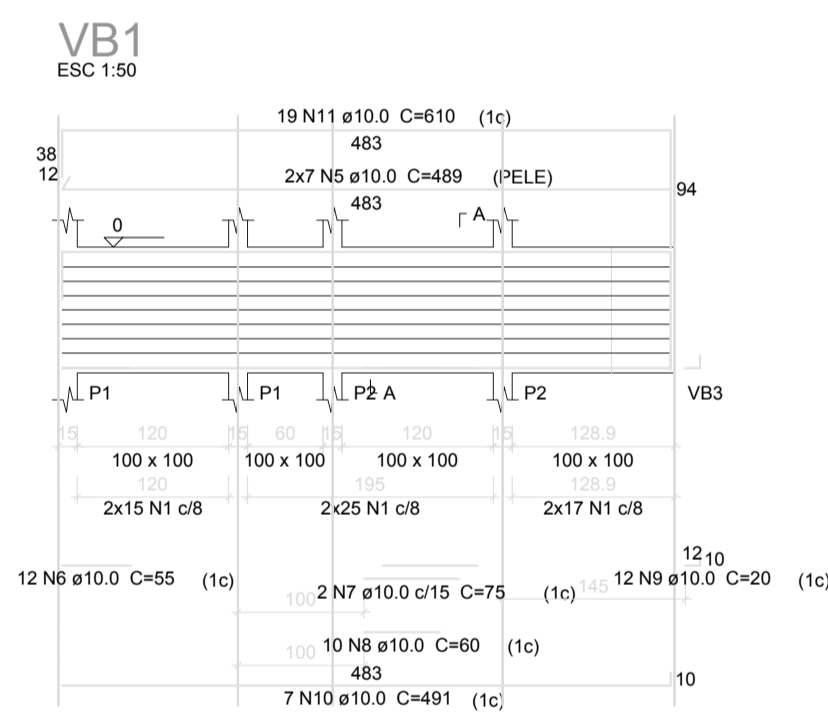 VB1
ESC 1:50
19 N11 ø10.0 C=610 (1c)
483
38
12
2x7 N5 ø10.0 C=489 (PELE)
94
483
0
A
P1
P1
P2
A
P2
VB3
15
120
15
60
15
120
15
128.9
100 x 100
100 x 100
100 x 100
100 x 100
120
195
128.9
2x15 N1 c/8
2x25 N1 c/8
2x17 N1 c/8
12
10
12 N6 ø10.0 C=55 (1c)
12 N9 ø10.0 C=20 (1c)
145
100
2 N7 ø10.0 c/15 C=75 (1c)
100
10 N8 ø10.0 C=60 (1c)
483
10
7 N10 ø10.0 C=491 (1c)